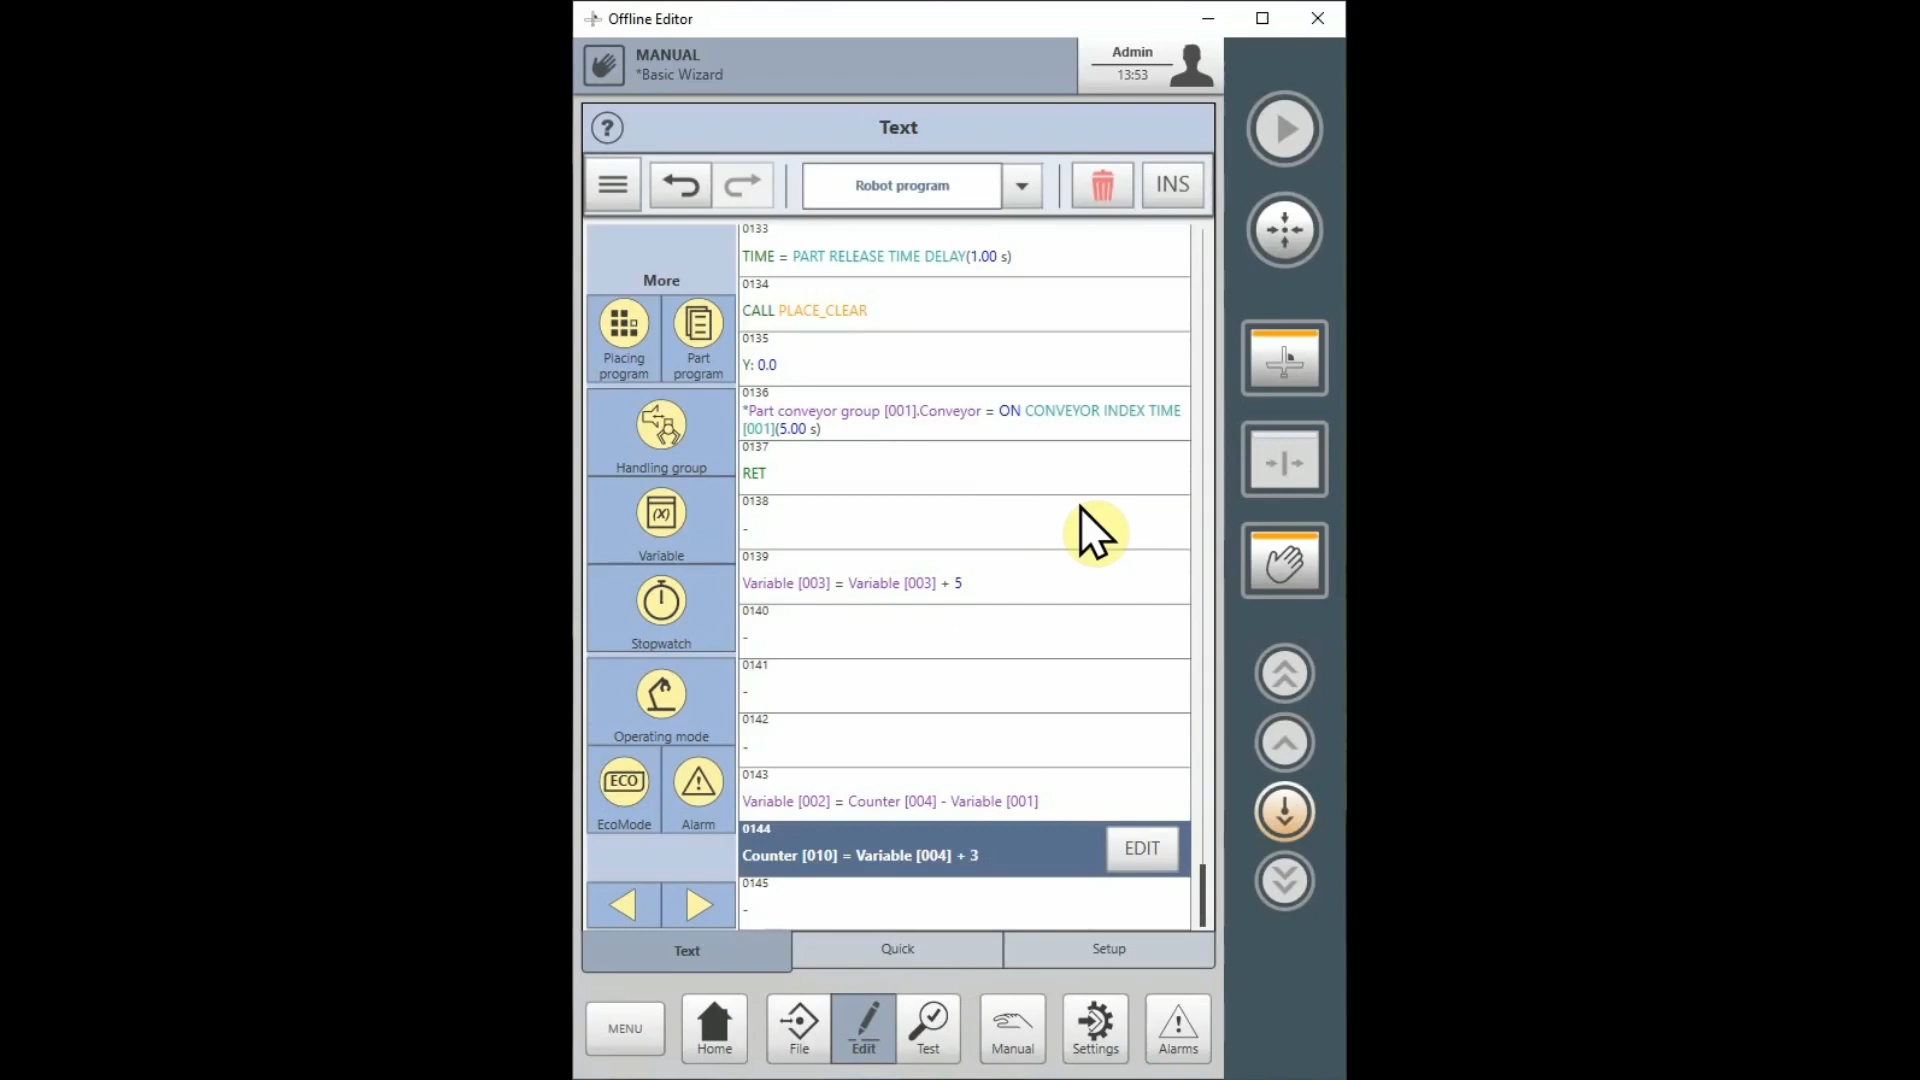 Offline Editor
MANUAL
*Basic Wizard
Admin
13:53
?
Text
Robot program
INS
More
Placing
program
Part
program
Handling group
(X)
Variable
Stopwatch
Operating mode
ECO
EcoMode
Alarm
0133
TIME = PART RELEASE TIME DELAY(1.00 s)
0134
CALL PLACE_CLEAR
0135
Y: 0.0
0136
*Part conveyor group [001].Conveyor = ON CONVEYOR INDEX TIME
[001](5.00 s)
0137
RET
0138
-
0139
Variable [003] = Variable [003] + 5
0140
-
0141
-
0142
-
0143
Variable [002] = Counter [004] - Variable [001]
0144
Counter [010] = Variable [004] + 3
EDIT
0145
-
Text
Quick
Setup
MENU
Home
File
Edit
Test
Manual
Settings
Alarms